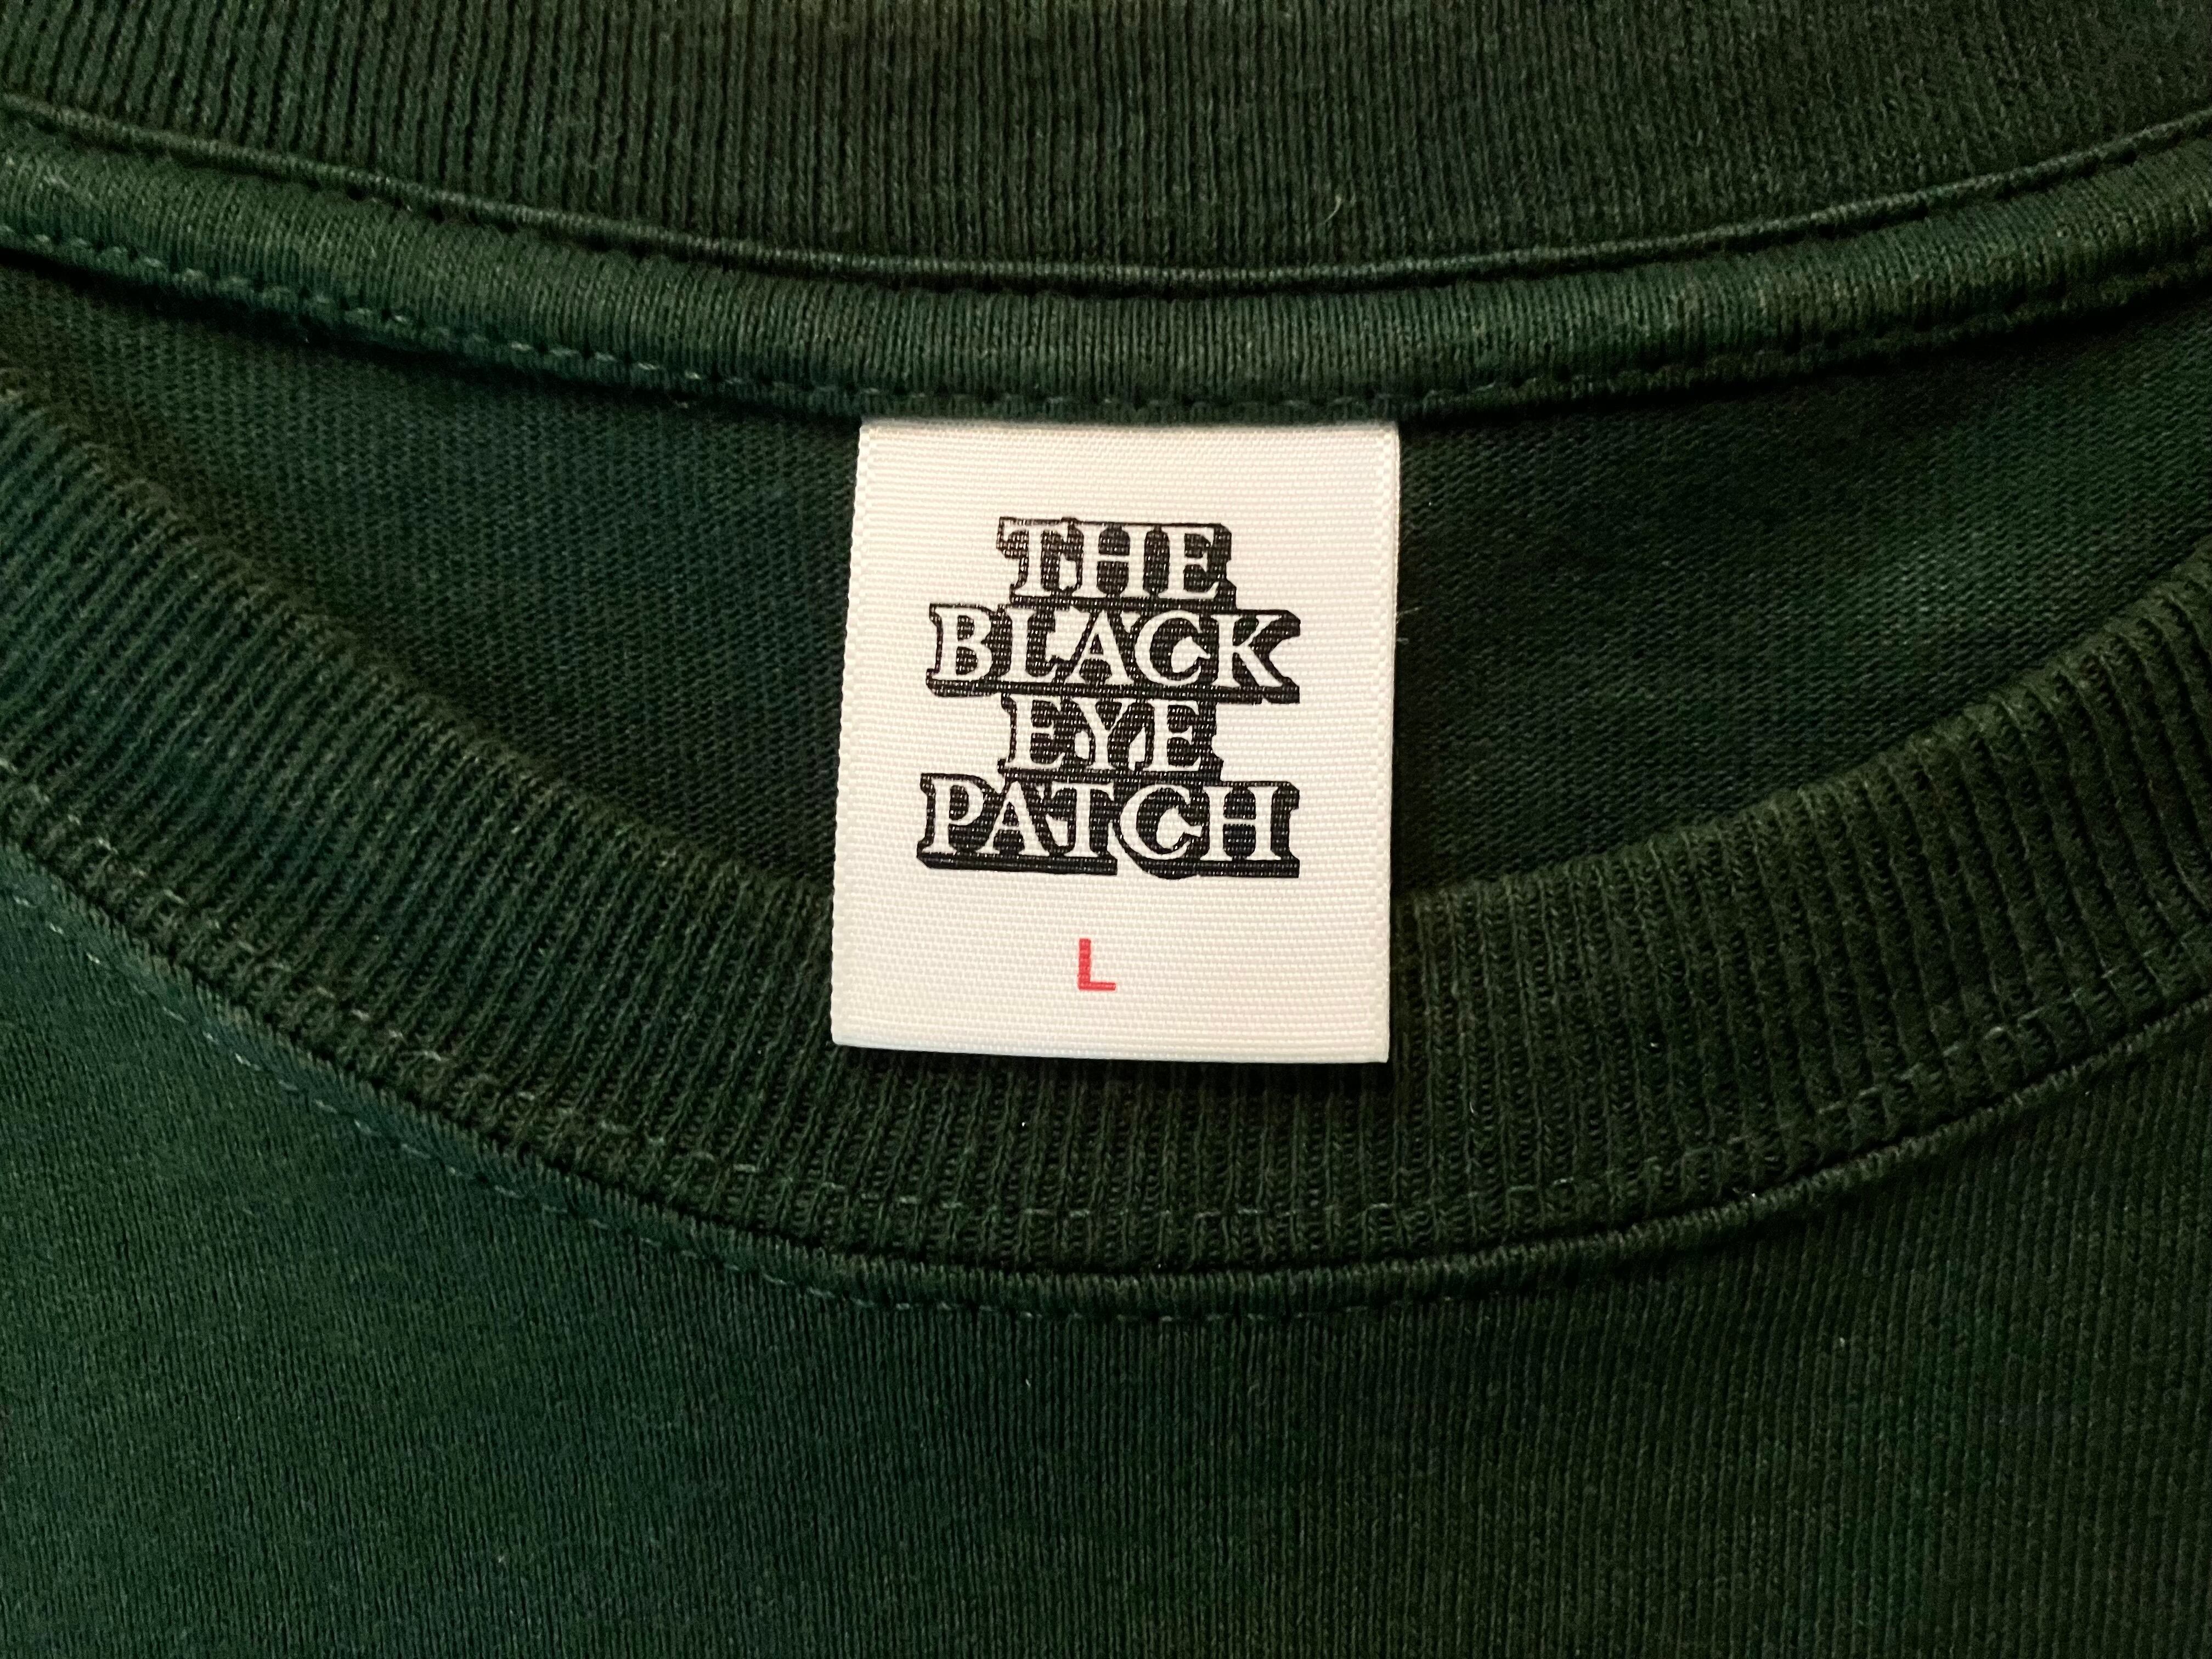 THE
BLACK
EYE
PATCH
L